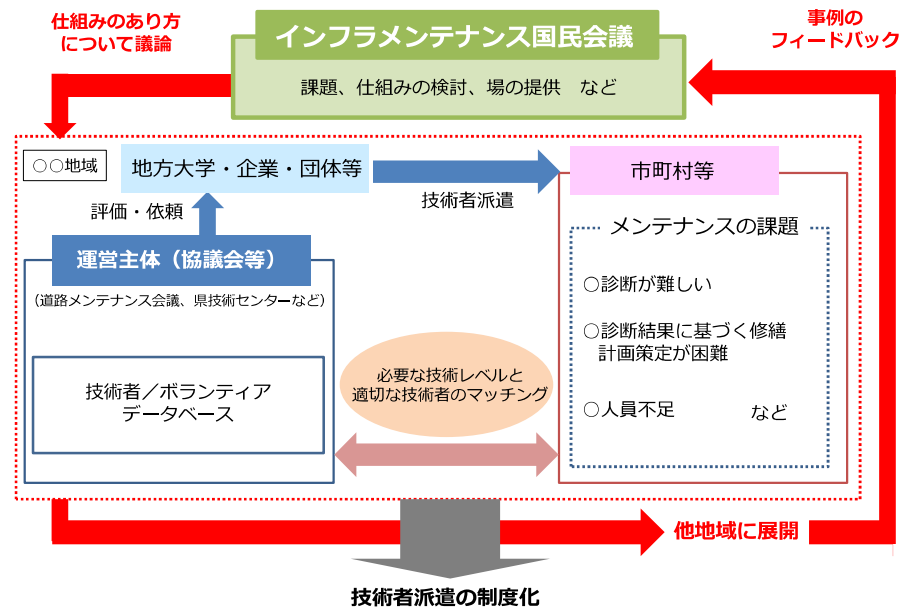 仕組みのあり方
について議論
インフラメンテナンス国民会議
事例の
フィードバック
課題、仕組みの検討、場の提供　など
○○地域
地方大学・企業・団体等
技術者派遣
市町村等
評価・依頼
運営主体（協議会等）
（道路メンテナンス会議、県技術センターなど）
技術者／ボランティア
データベース
必要な技術レベルと
適切な技術者のマッチング
メンテナンスの課題
○診断が難しい
○診断結果に基づく修繕
計画策定が困難
○人員不足　など
他地域に展開
技術者派遣の制度化